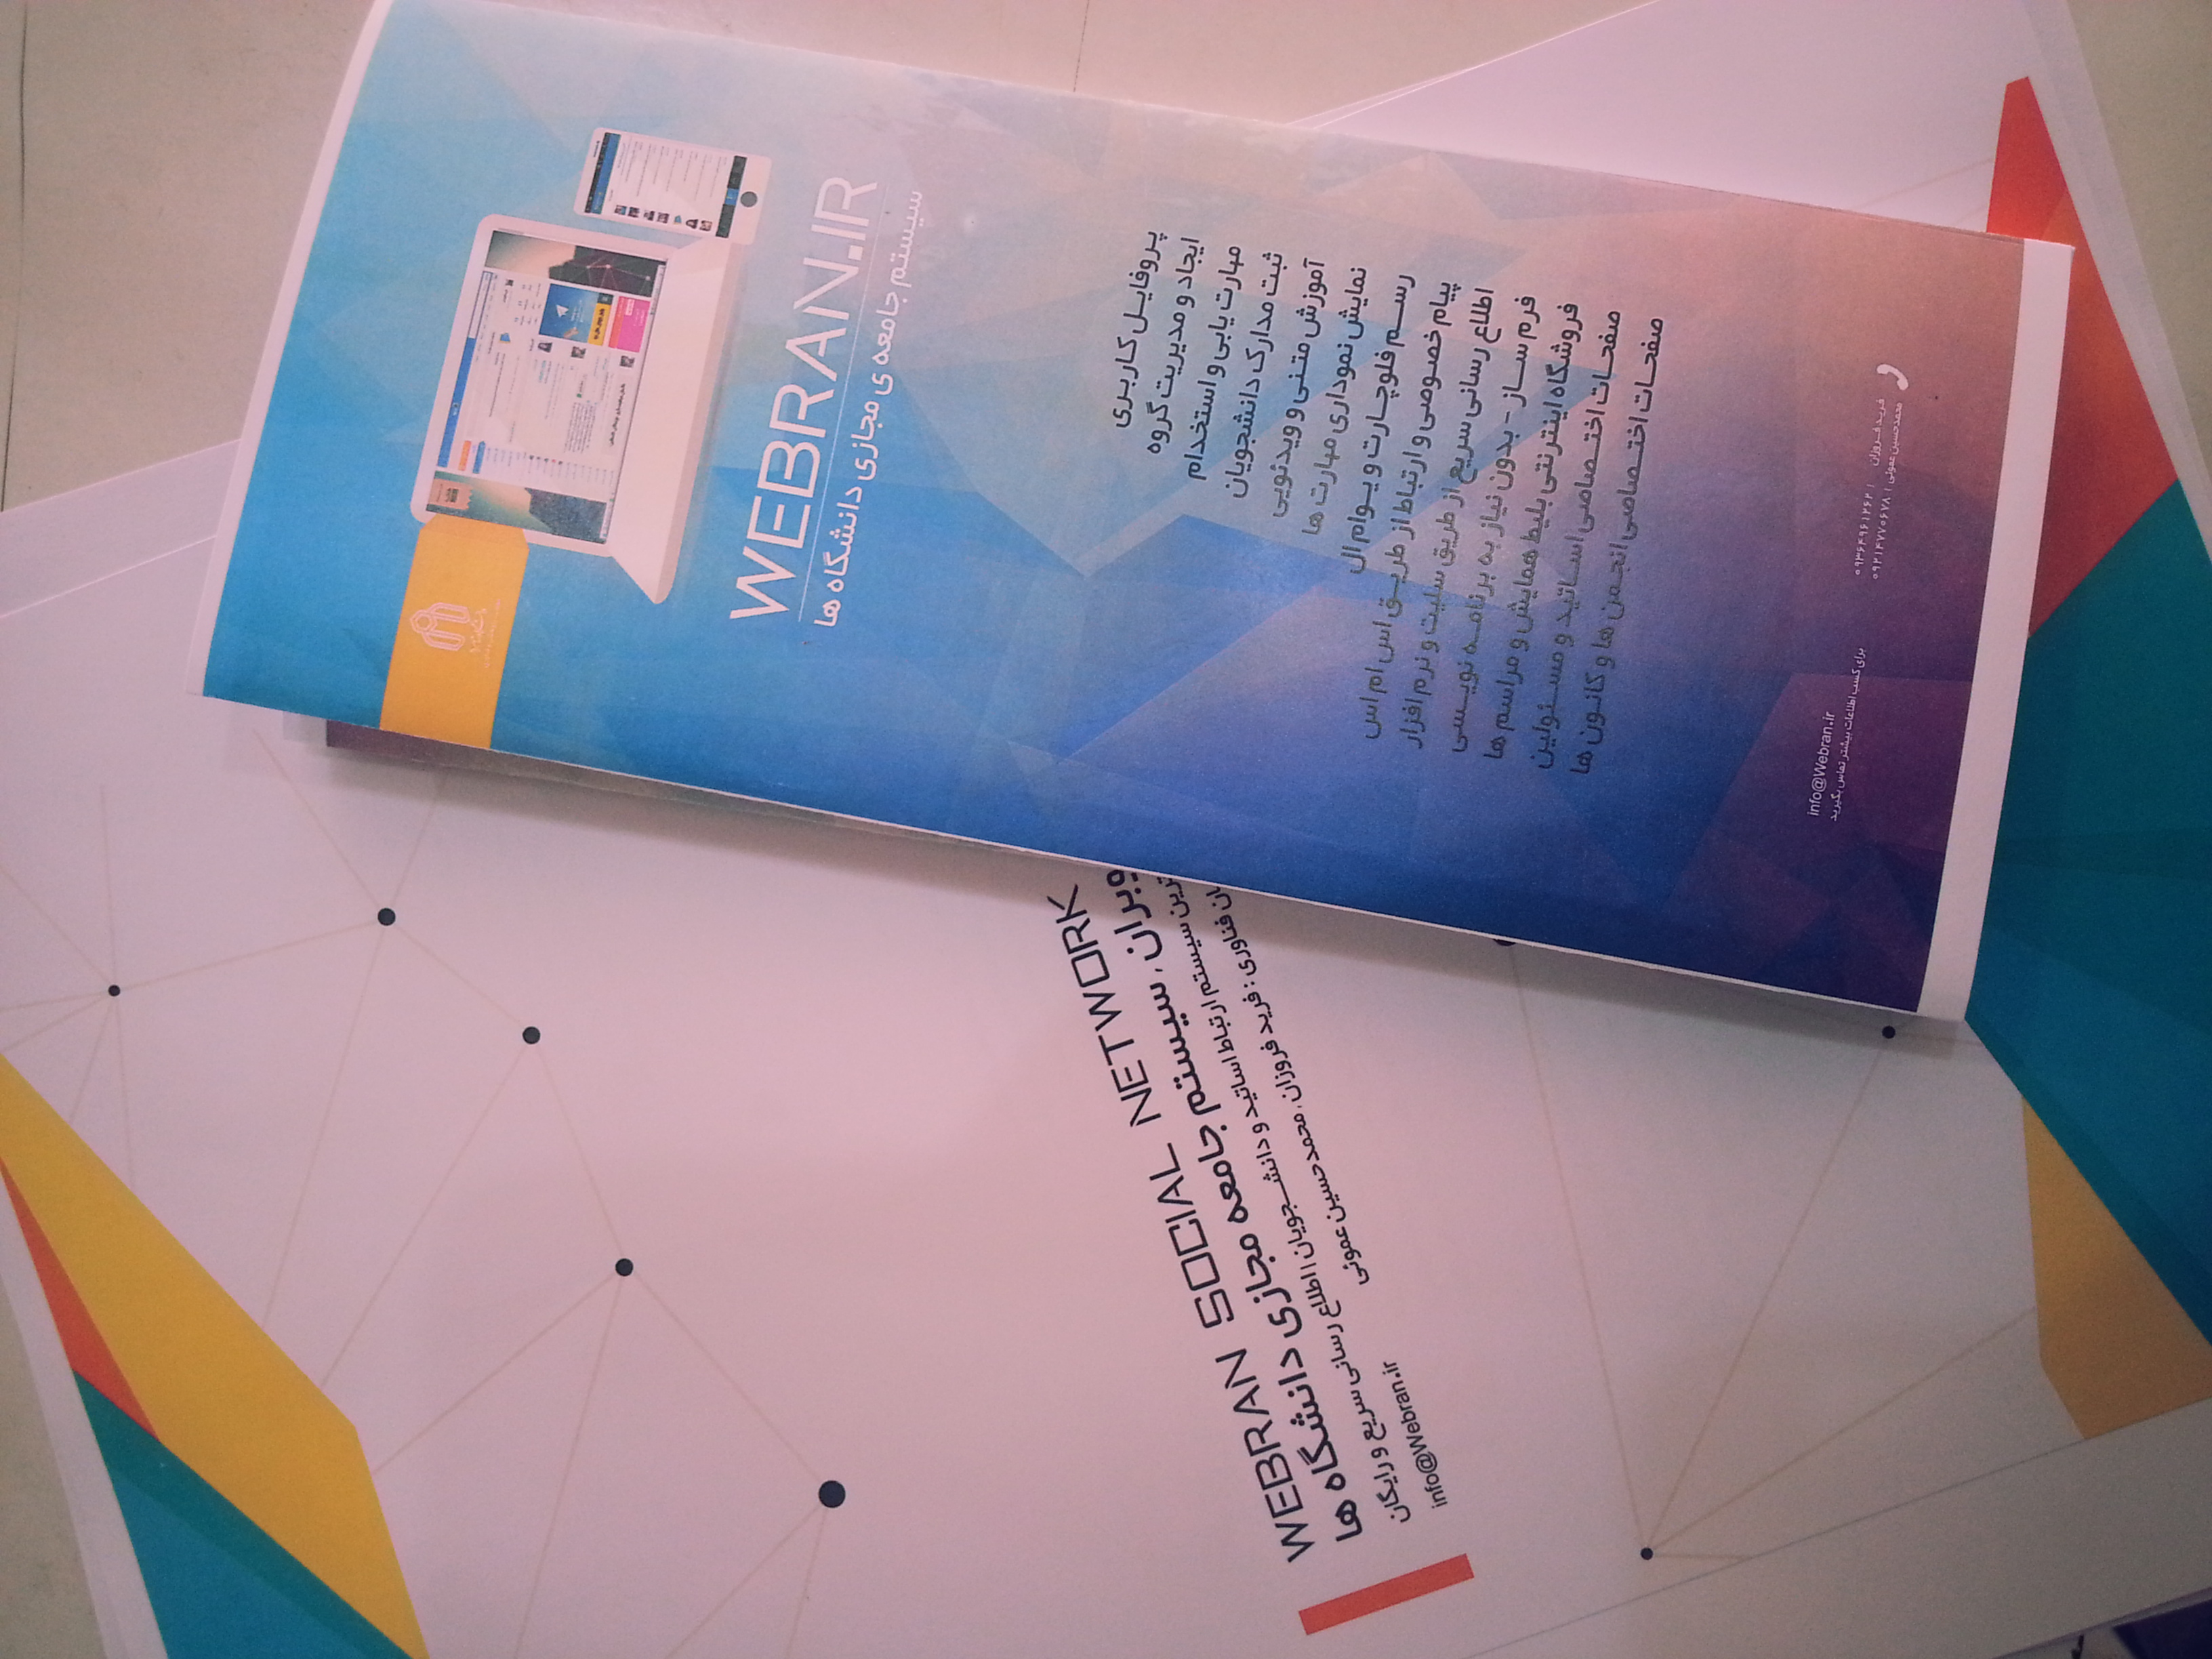 WEBRAN SOCIAL NETWORK
وبران , سیستم جامعه مجازی دانشگاه ها
ترین سیستم ارتباط اساتید و دانشجویان | اطلاع رسانی سریع و رایگان
فناوری : فرید فروزان , محمدحسین عموئی
info@Webran.ir
WEBRAN.IR
سیستم جامعه ی مجازی دانشگاه ها
پروفایل کاربری
ایجاد و مدیریت گروه
مهارت یابی و استخدام
ثبت مدارک دانشجویان
آموزش متنی و ویدئویی
نمایش نموداری مهارت ها
رسم فلوچارت و یو ام ال
پیام خصوصی و ارتباط از طریق اس ام اس
اطلاع رسانی سریع از طریق سایت و نرم افزار
فرم ساز - بدون نیاز به برنامه نویسی
فروشگاه اینترنتی بلیط همایش و مراسم ها
صفحات اختصاصی اساتید و مسئولین
صفحات اختصاصی انجمن ها و کانون ها
فرید فروزان | ۰۹۳۶۴۹۶۱۲۶۲
محمدحسین عموئی | ۰۹۲۱۴۷۷۰۶۷۸
info@Webran.ir
برای کسب اطلاعات بیشتر تماس بگیرید